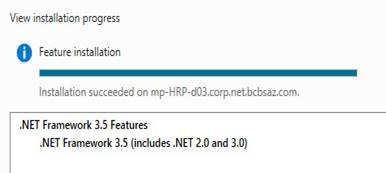 View installation progress
Feature installation
Installation succeeded on mp-HRP-d03.corp.net.bcbsaz.com.
.NET Framework 3.5 Features
.NET Framework 3.5 (includes .NET 2.0 and 3.0)